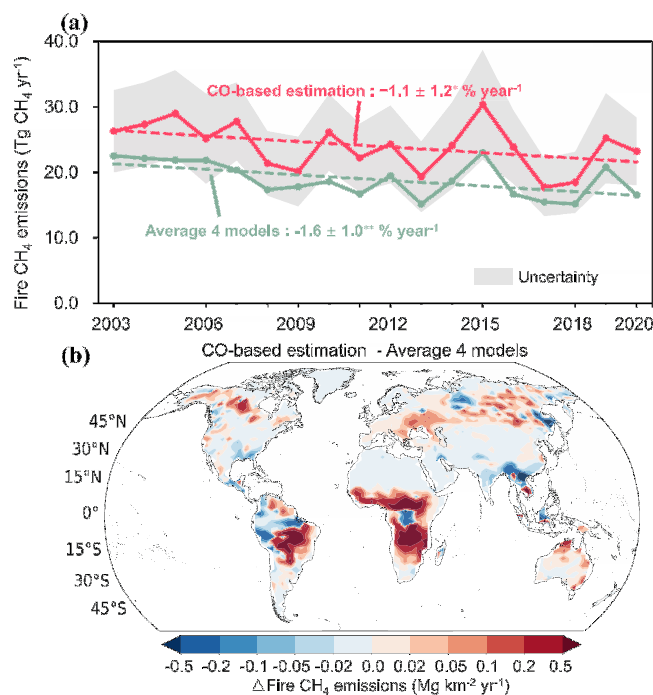 (a)
40.0
30.0
20.0
10.0
0.0
Fire CH₄ emissions (Tg CH₄ yr⁻¹)
CO-based estimation : −1.1 ± 1.2* % year⁻¹
Average 4 models : -1.6 ± 1.0** % year⁻¹
Uncertainty
2003 2006 2009 2012 2015 2018 2020
(b)
CO-based estimation - Average 4 models
45°N
30°N
15°N
0°
15°S
30°S
45°S
-0.5 -0.2 -0.1 -0.05 -0.02 0.0 0.02 0.05 0.1 0.2 0.5
△Fire CH₄ emissions (Mg km⁻² yr⁻¹)